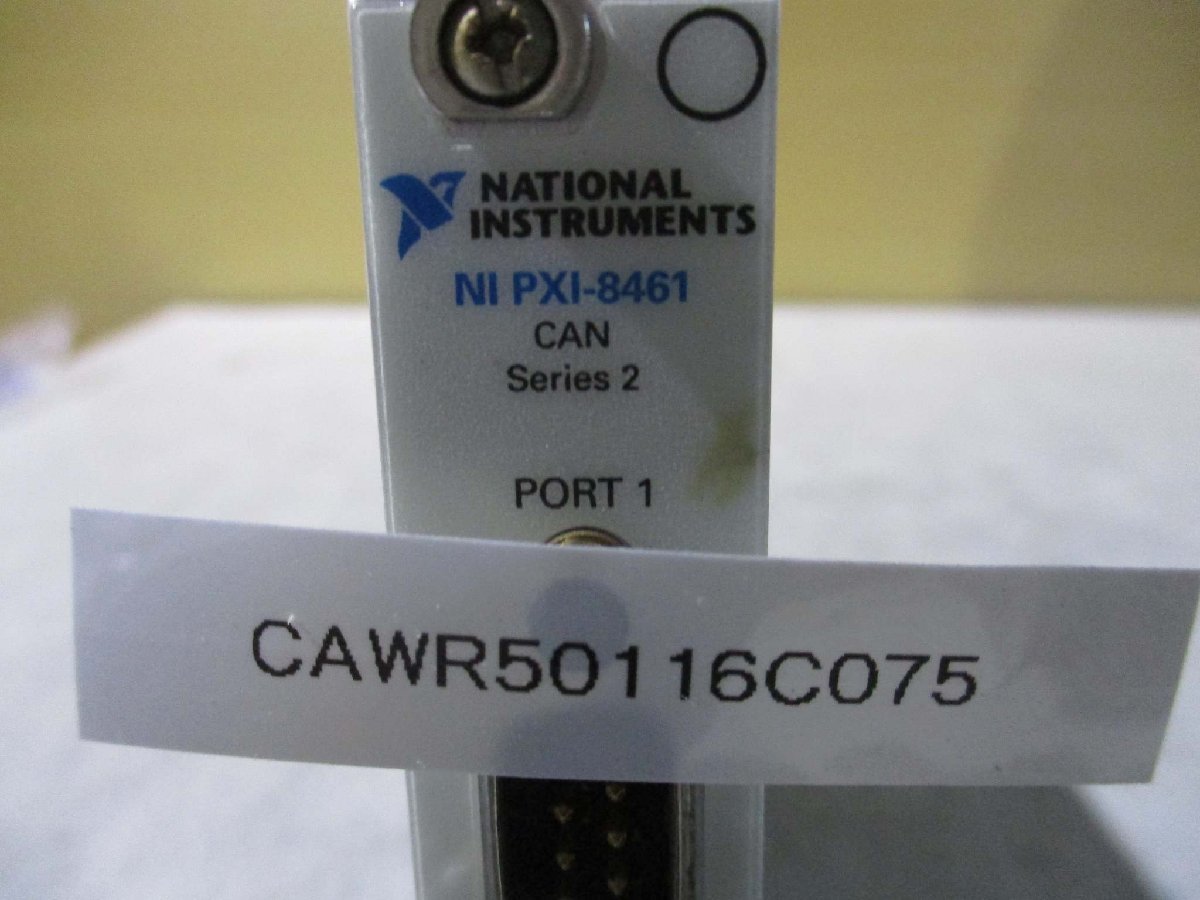 NATIONAL
INSTRUMENTS
NI PXI-8461
CAN
Series 2
PORT 1
CAWR50116C075